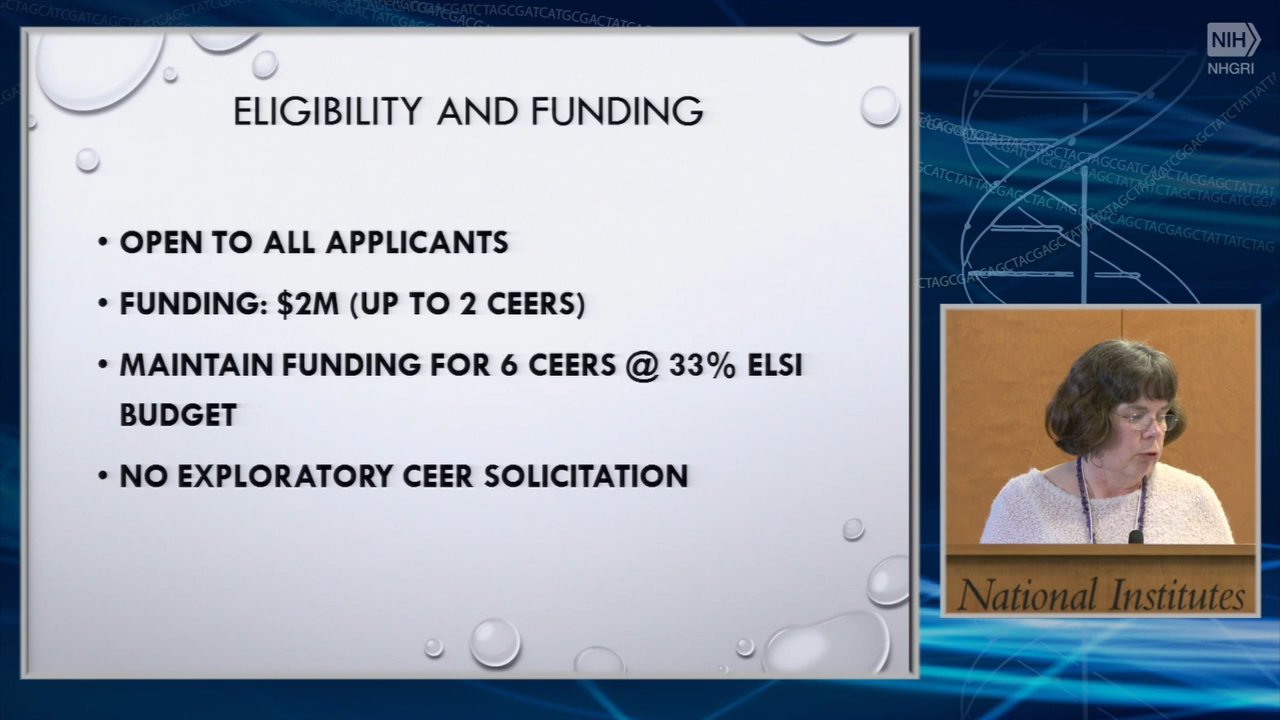 NIH
NHGRI
ELIGIBILITY AND FUNDING
• OPEN TO ALL APPLICANTS
• FUNDING: $2M (UP TO 2 CEERS)
• MAINTAIN FUNDING FOR 6 CEERS @ 33% ELSI
BUDGET
• NO EXPLORATORY CEER SOLICITATION
National Institutes